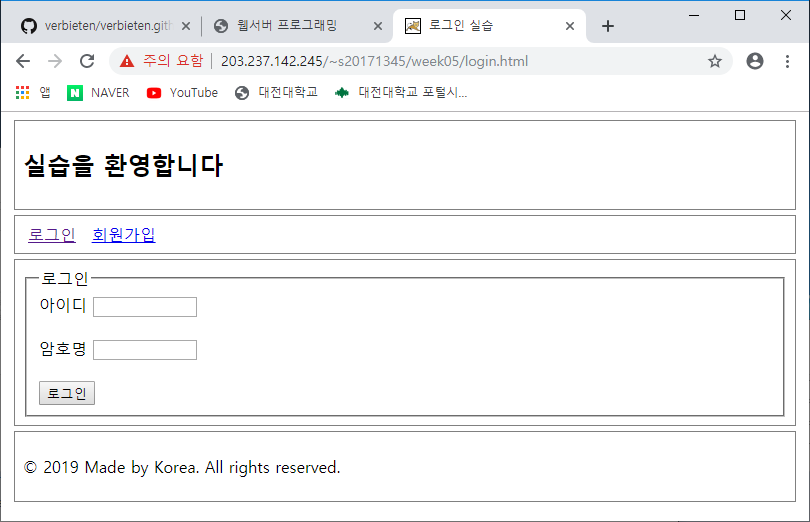 verbieten/verbieten.gith
웹서버 프로그래밍
로그인 실습
주의 요함 | 203.237.142.245/~s20171345/week05/login.html
앱 NAVER YouTube 대전대학교 대전대학교 포털시...
실습을 환영합니다
로그인 회원가입
로그인
아이디
암호명
로그인
© 2019 Made by Korea. All rights reserved.